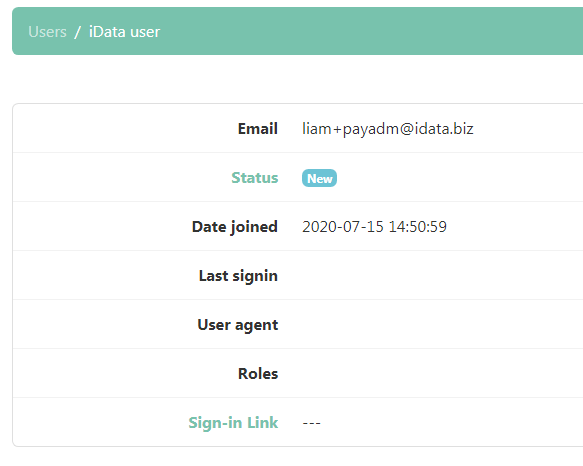 Users / iData user
Email liam+payadm@idata.biz
Status New
Date joined 2020-07-15 14:50:59
Last signin
User agent
Roles
Sign-in Link ---